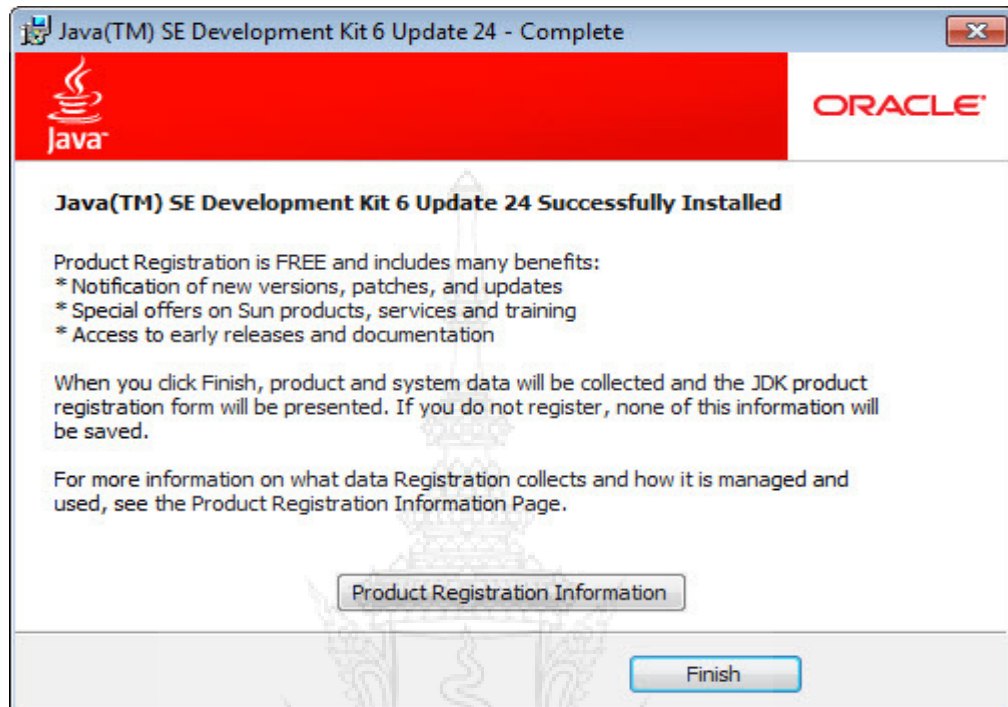 Java(TM) SE Development Kit 6 Update 24 - Complete
Java™
ORACLE®
Java(TM) SE Development Kit 6 Update 24 Successfully Installed
Product Registration is FREE and includes many benefits:
* Notification of new versions, patches, and updates
* Special offers on Sun products, services and training
* Access to early releases and documentation
When you click Finish, product and system data will be collected and the JDK product
registration form will be presented. If you do not register, none of this information will
be saved.
For more information on what data Registration collects and how it is managed and
used, see the Product Registration Information Page.
Product Registration Information
Finish